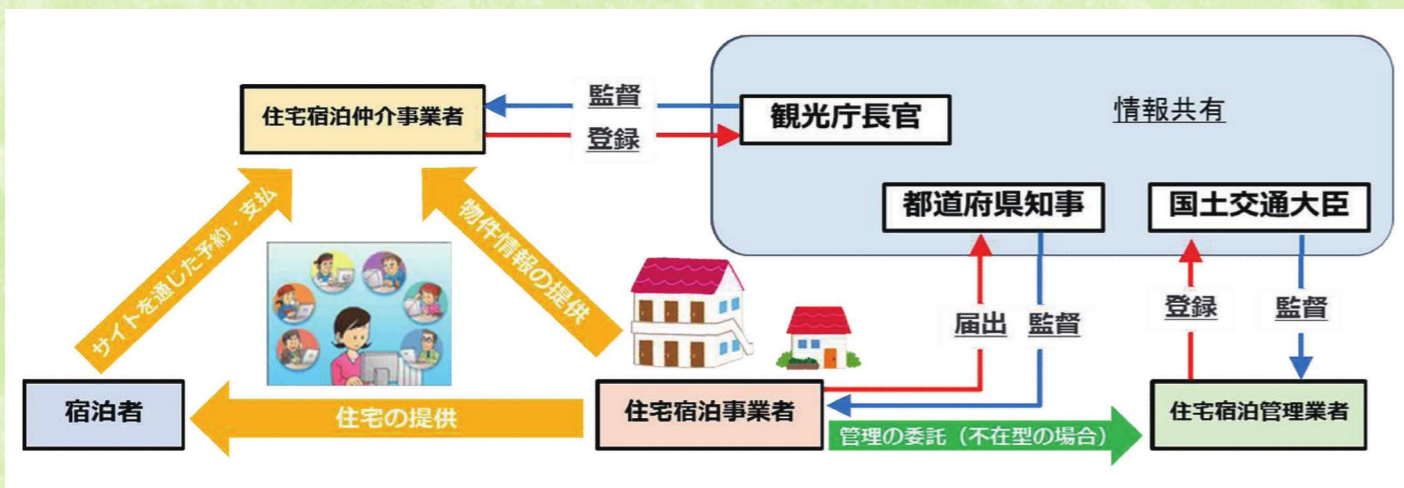 住宅宿泊仲介事業者
監督
登録
観光庁長官
情報共有
都道府県知事
国土交通大臣
サイトを通じた予約・支払
物件情報の提供
届出
監督
登録
監督
宿泊者
住宅の提供
住宅宿泊事業者
管理の委託（不在型の場合）
住宅宿泊管理業者